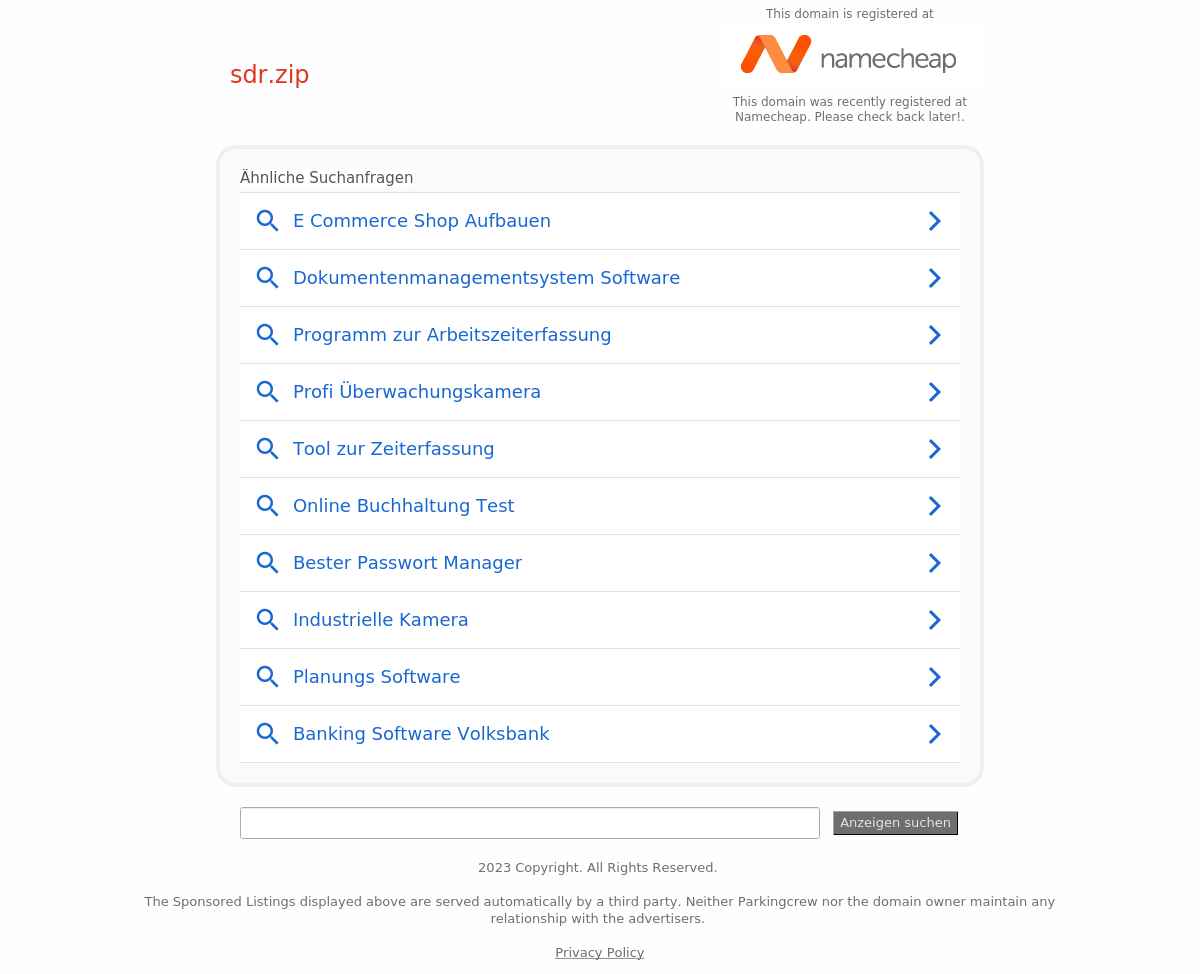 This domain is registered at
namecheap
sdr.zip
This domain was recently registered at
Namecheap. Please check back later!.
Ähnliche Suchanfragen
E Commerce Shop Aufbauen
Dokumentenmanagementsystem Software
Programm zur Arbeitszeiterfassung
Profi Überwachungskamera
Tool zur Zeiterfassung
Online Buchhaltung Test
Bester Passwort Manager
Industrielle Kamera
Planungs Software
Banking Software Volksbank
Anzeigen suchen
2023 Copyright. All Rights Reserved.
The Sponsored Listings displayed above are served automatically by a third party. Neither Parkingcrew nor the domain owner maintain any
relationship with the advertisers.
Privacy Policy